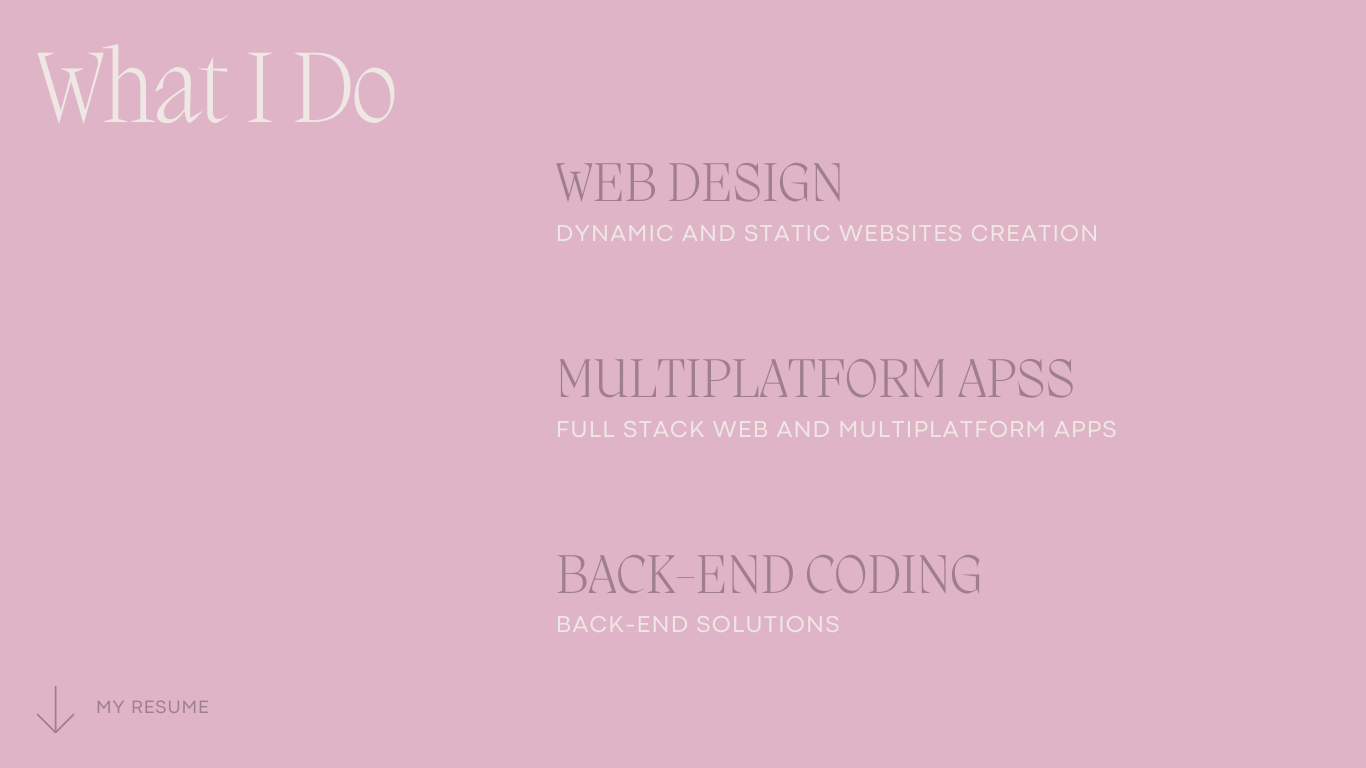 What I Do
WEB DESIGN
DYNAMIC AND STATIC WEBSITES CREATION
MULTIPLATFORM APSS
FULL STACK WEB AND MULTIPLATFORM APPS
BACK-END CODING
BACK-END SOLUTIONS
MY RESUME